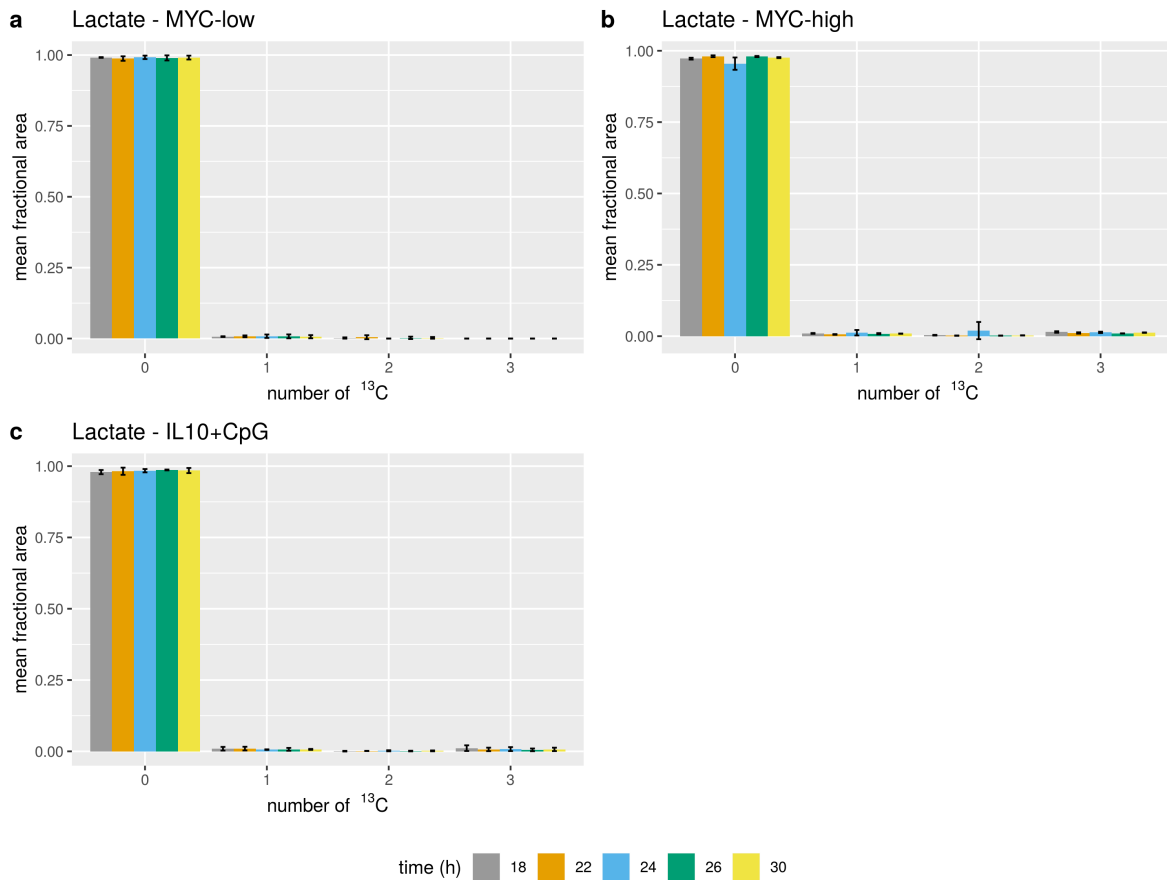 a Lactate - MYC-low
mean fractional area
1.00
0.75
0.50
0.25
0.00
0 1 2 3
number of ¹³C
b Lactate - MYC-high
mean fractional area
1.00
0.75
0.50
0.25
0.00
0 1 2 3
number of ¹³C
c Lactate - IL10+CpG
mean fractional area
1.00
0.75
0.50
0.25
0.00
0 1 2 3
number of ¹³C
time (h) 18 22 24 26 30